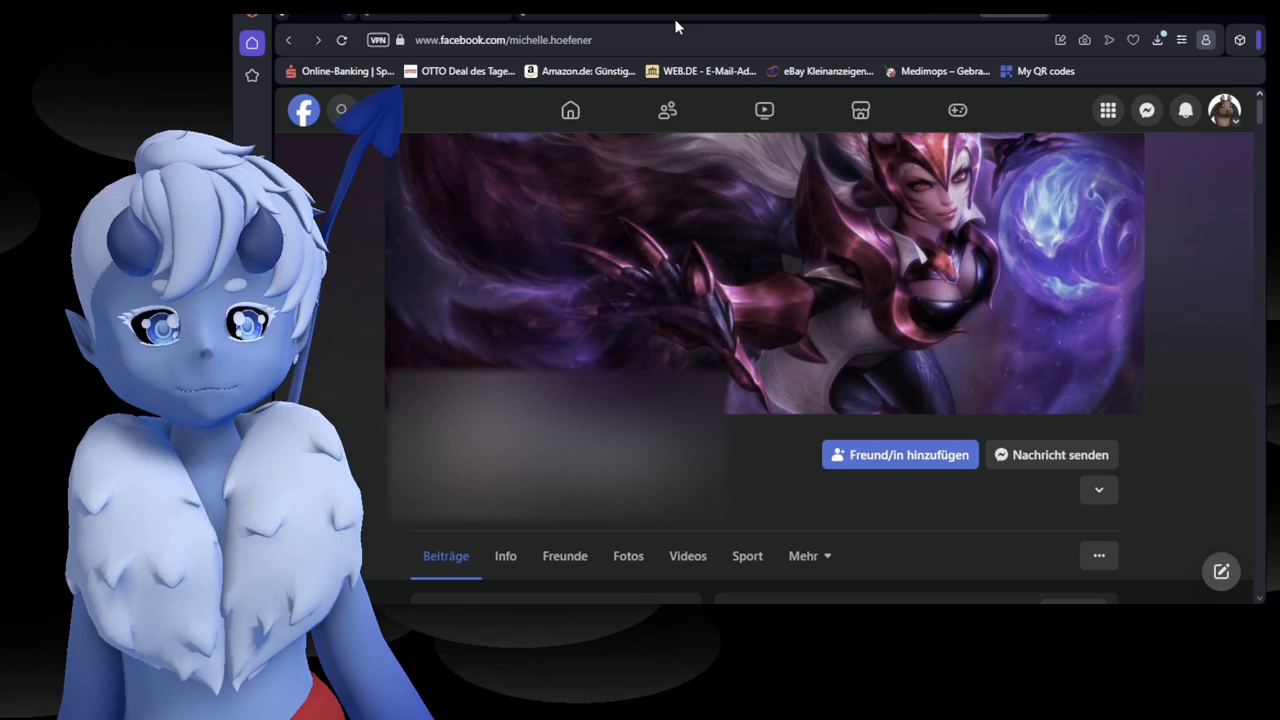 VPN www.facebook.com/michelle.hoefener
Online-Banking | Sp... OTTO OTTO Deal des Tage... a Amazon.de: Günstig... WEB.DE - E-Mail-Ad... eBay Kleinanzeigen... Medimops – Gebra... My QR codes
Freund/in hinzufügen Nachricht senden
Beiträge Info Freunde Fotos Videos Sport Mehr